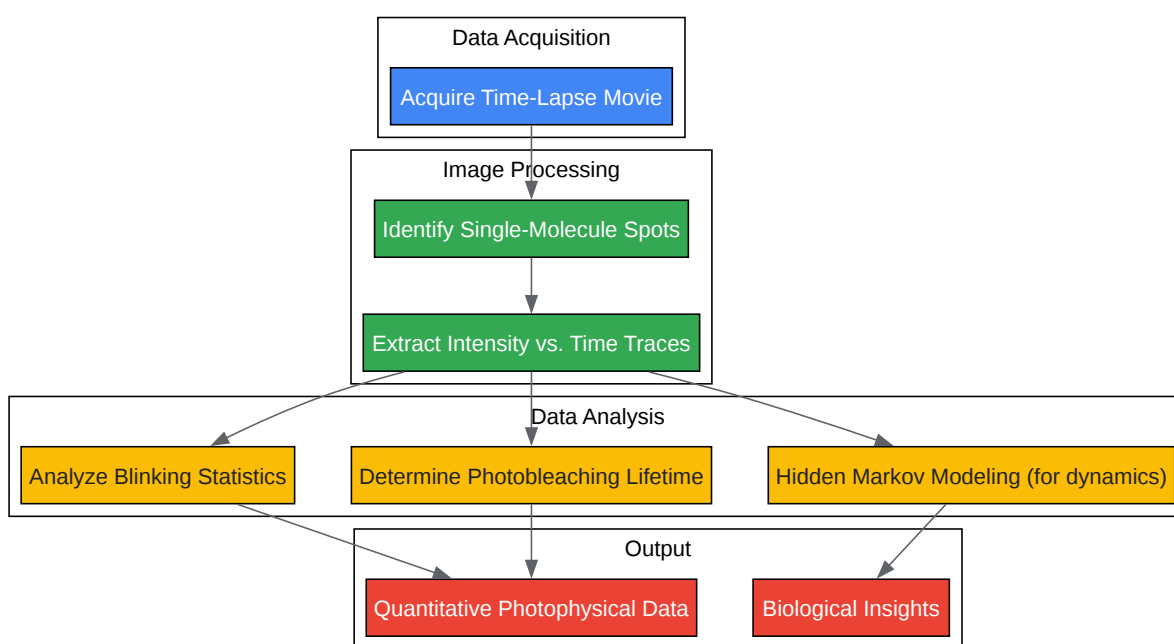 Data Acquisition
Acquire Time-Lapse Movie
Image Processing
Identify Single-Molecule Spots
Extract Intensity vs. Time Traces
Data Analysis
Analyze Blinking Statistics
Determine Photobleaching Lifetime
Hidden Markov Modeling (for dynamics)
Output
Quantitative Photophysical Data
Biological Insights